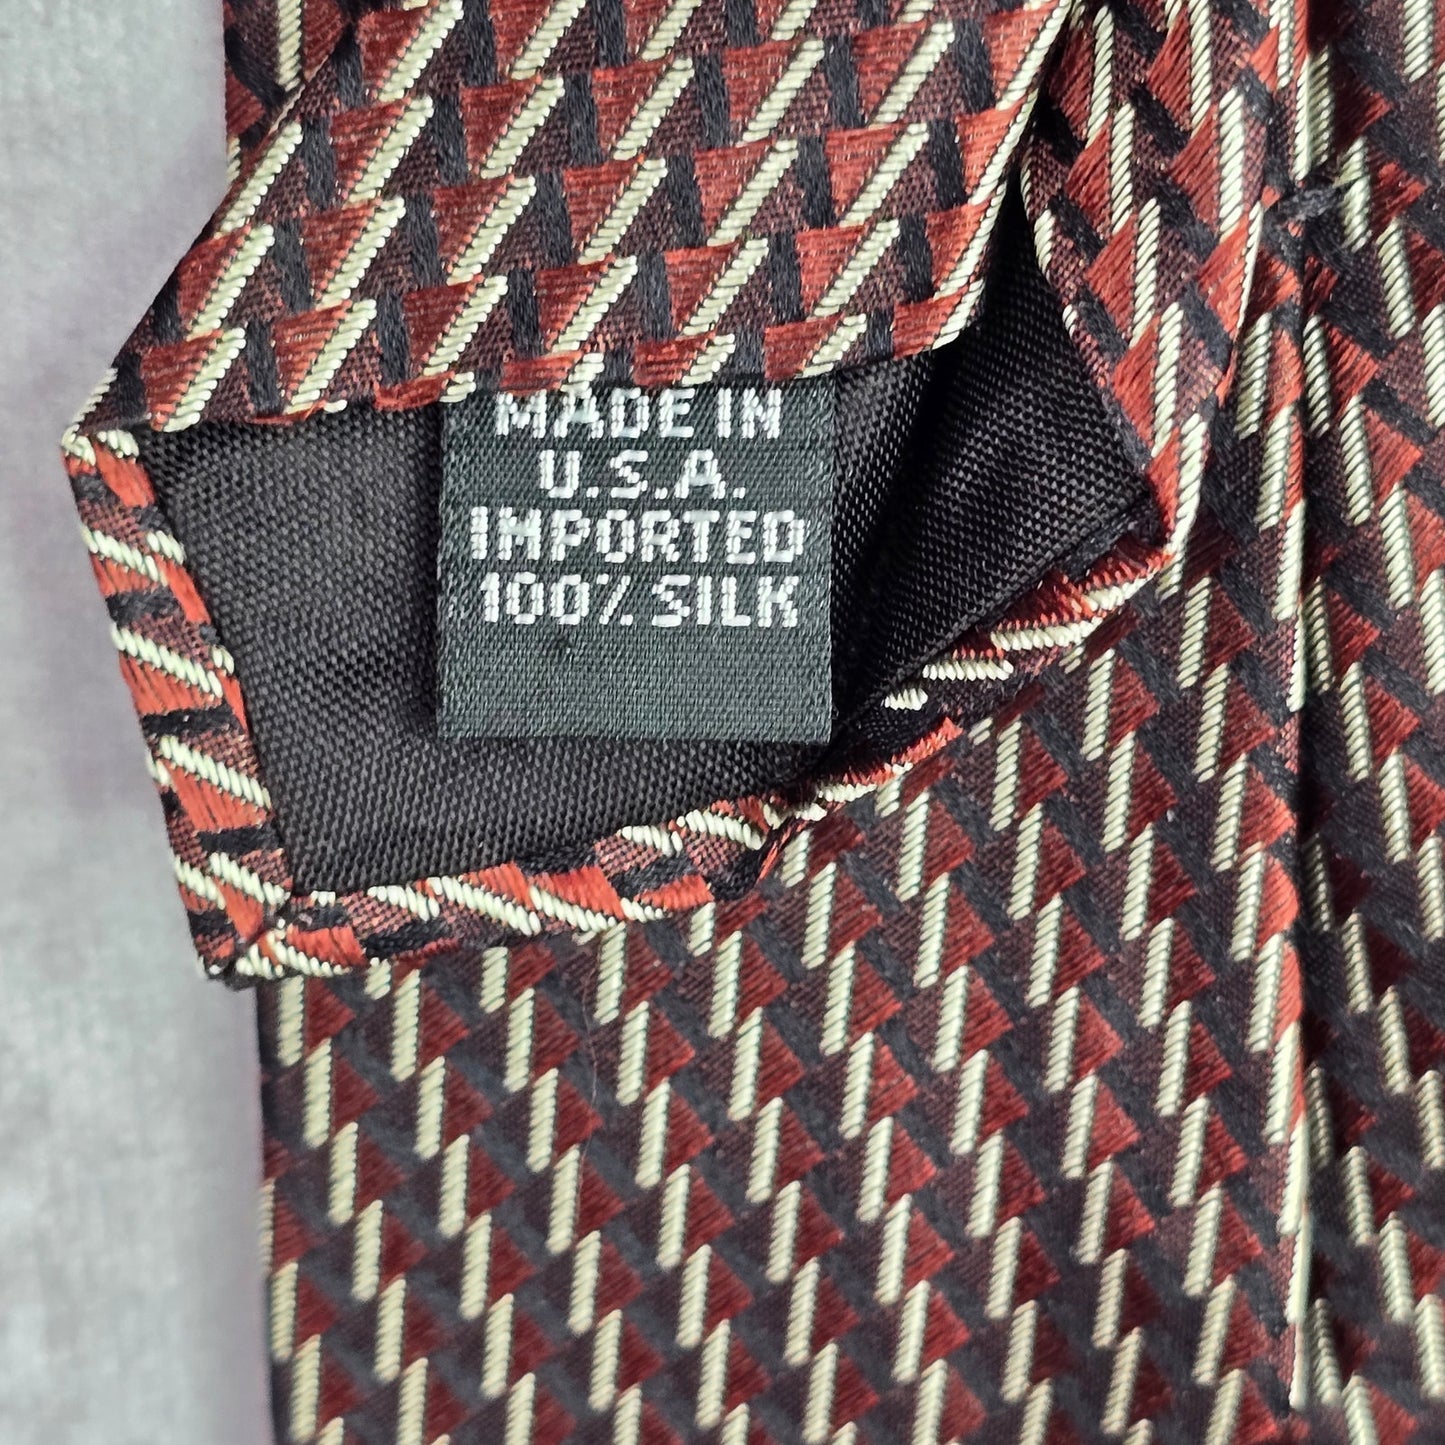 MADE IN
U.S.A.
IMPORTED
100% SILK